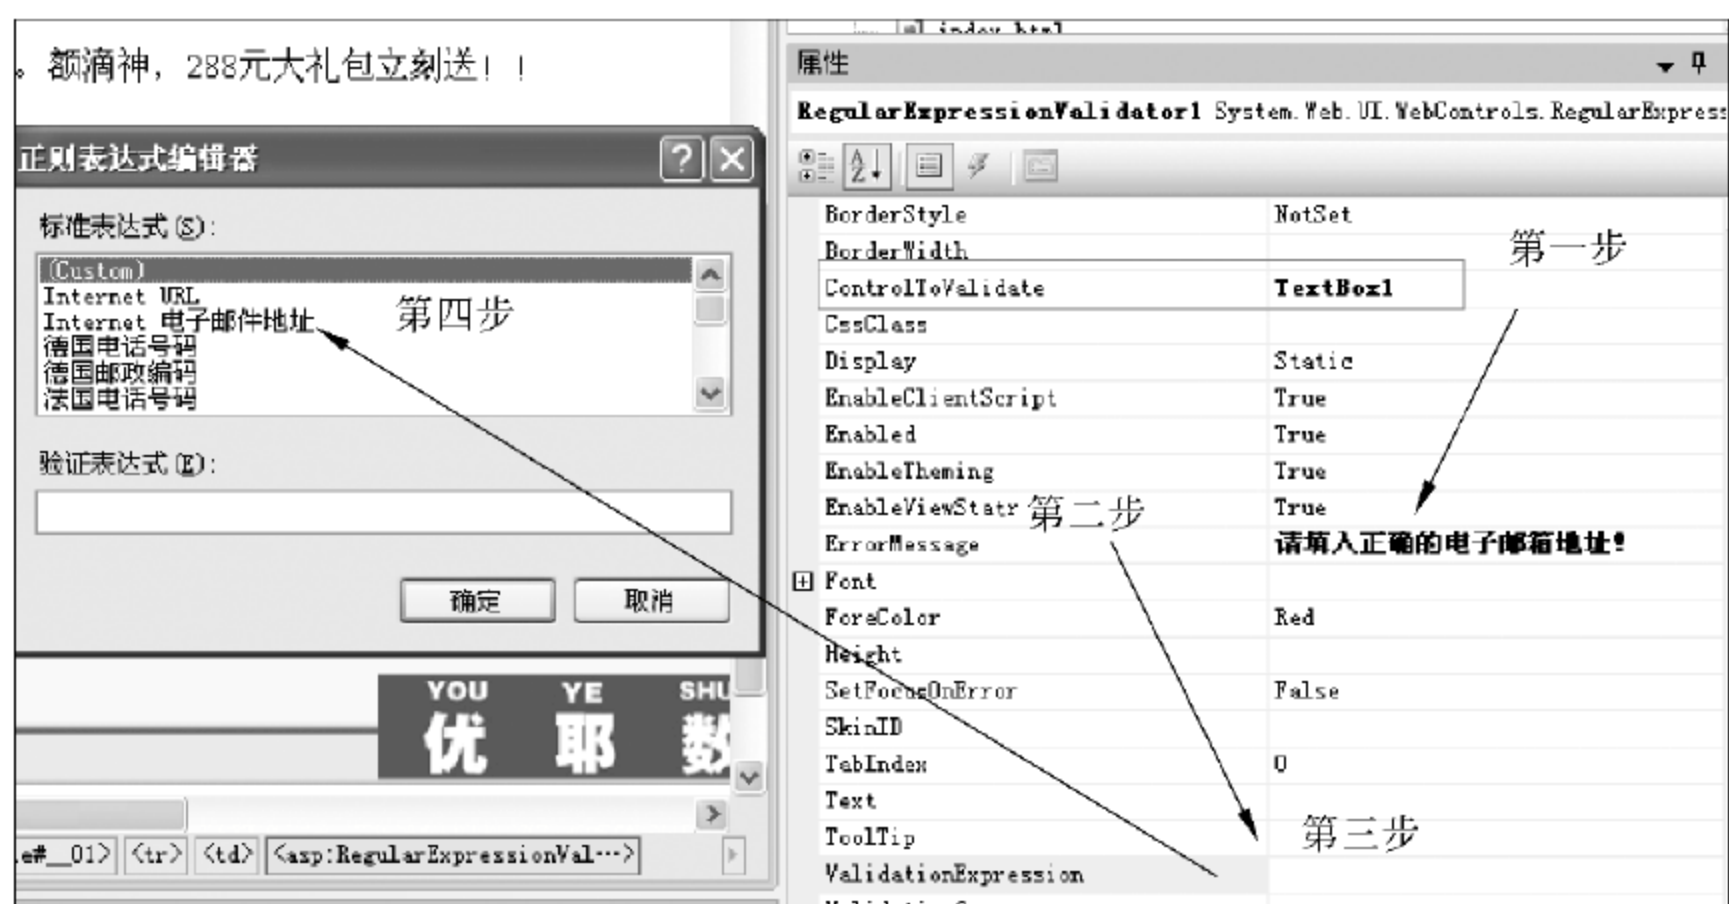 index.html
。额滴神，288元大礼包立刻送！！
正则表达式编辑器
标准表达式(S):
(Custom)
Internet URL
Internet 电子邮件地址
德国电话号码
德国邮政编码
法国电话号码
第四步
验证表达式(E):
确定
取消
YOU YE SHU
优 耶 数
e#__01> <tr> <td> <asp:RegularExpressionVal…>
属性
RegularExpressionValidator1 System.Web.UI.WebControls.RegularExpress
BorderStyle NotSet
第一步
BorderWidth
ControlToValidate TextBox1
CssClass
Display Static
EnableClientScript True
Enabled True
EnableTheming True
EnableViewStat True
第二步
ErrorMessage 请填入正确的电子邮箱地址!
Font
ForeColor Red
Height
SetFocusOnError False
SkinID
TabIndex 0
Text
ToolTip
第三步
ValidationExpression